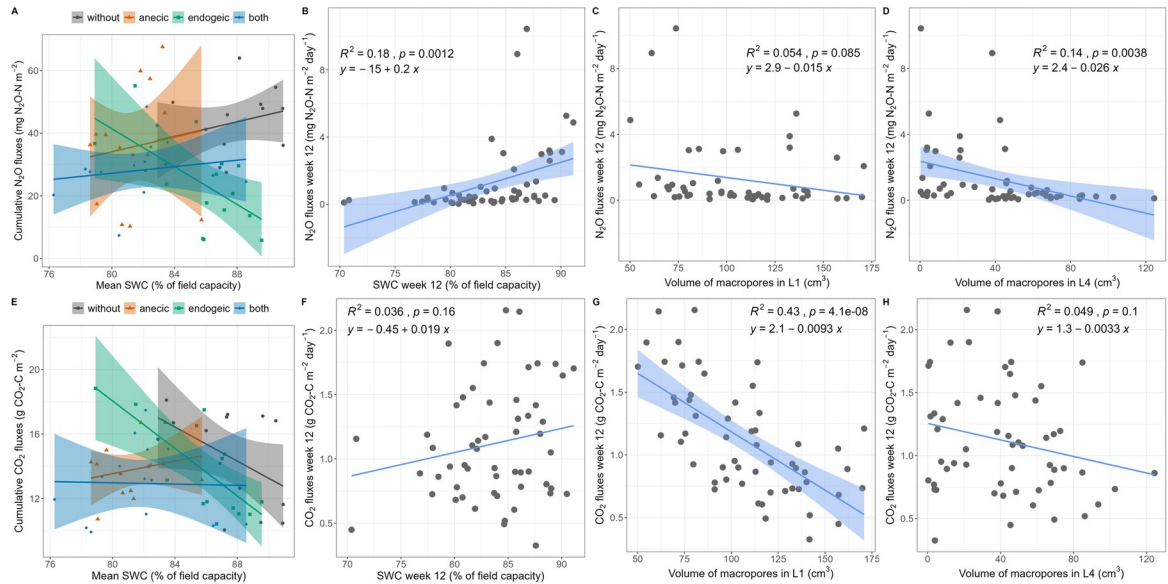 A
without anecic endogeic both
Cumulative N₂O fluxes (mg N₂O-N m⁻²)
60
40
20
0
76 80 84 88
Mean SWC (% of field capacity)
B
R² = 0.18 , p = 0.0012
y = − 15 + 0.2 x
N₂O fluxes week 12 (mg N₂O-N m⁻² day⁻¹)
8
4
0
70 75 80 85 90
SWC week 12 (% of field capacity)
C
R² = 0.054 , p = 0.085
y = 2.9 − 0.015 x
N₂O fluxes week 12 (mg N₂O-N m⁻² day⁻¹)
8
4
0
50 75 100 125 150 175
Volume of macropores in L1 (cm³)
D
R² = 0.14 , p = 0.0038
y = 2.4 − 0.026 x
N₂O fluxes week 12 (mg N₂O-N m⁻² day⁻¹)
8
4
0
0 40 80 120
Volume of macropores in L4 (cm³)
E
without anecic endogeic both
Cumulative CO₂ fluxes (g CO₂-C m⁻²)
20
16
12
76 80 84 88
Mean SWC (% of field capacity)
F
R² = 0.036 , p = 0.16
y = − 0.45 + 0.019 x
CO₂ fluxes week 12 (g CO₂-C m⁻² day⁻¹)
2.0
1.5
1.0
0.5
70 75 80 85 90
SWC week 12 (% of field capacity)
G
R² = 0.43 , p = 4.1e-08
y = 2.1 − 0.0093 x
CO₂ fluxes week 12 (g CO₂-C m⁻² day⁻¹)
2.0
1.5
1.0
0.5
50 75 100 125 150 175
Volume of macropores in L1 (cm³)
H
R² = 0.049 , p = 0.1
y = 1.3 − 0.0033 x
CO₂ fluxes week 12 (g CO₂-C m⁻² day⁻¹)
2.0
1.5
1.0
0.5
0 40 80 120
Volume of macropores in L4 (cm³)